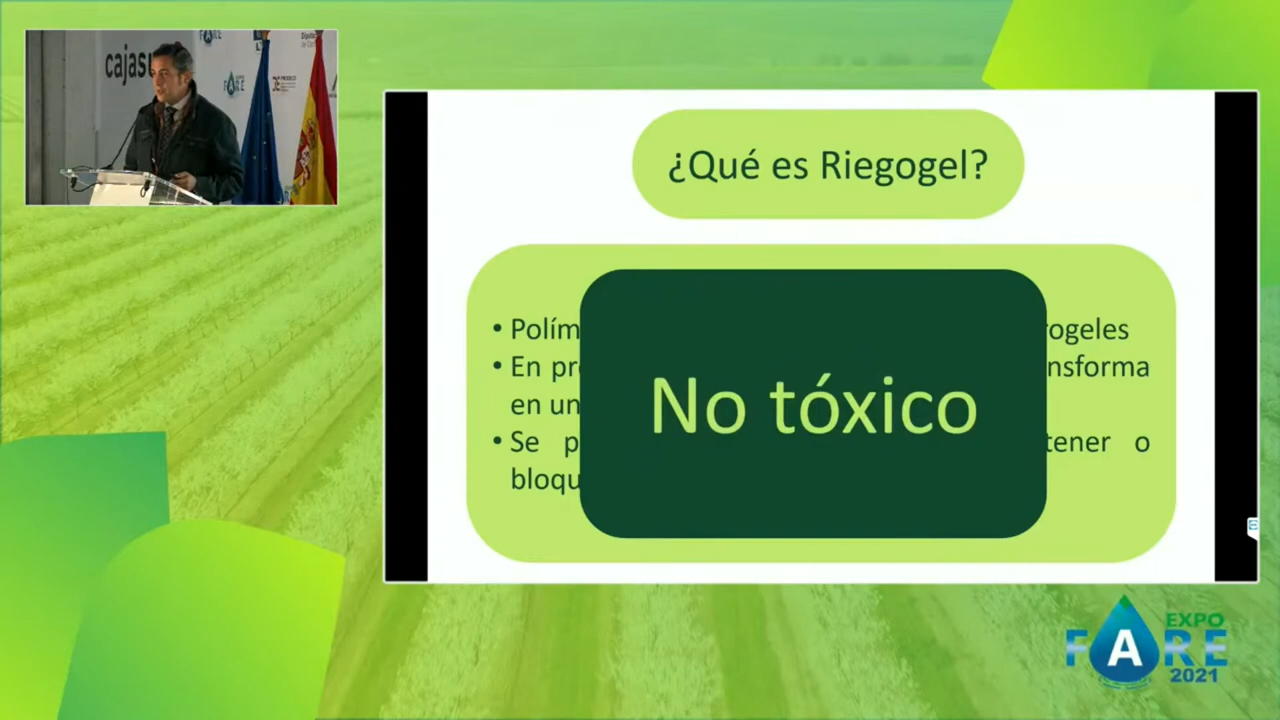 cajasu
FARE
¿Qué es Riegogel?
• Polím
rogeles
• En pr
nsforma
en un
• Se p
tener o
bloqu
No tóxico
EXPO
FARE
2021